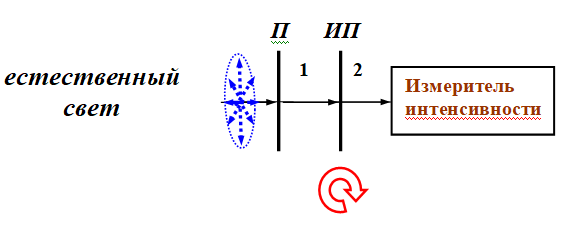 П ИП
естественный
свет
1 2
Измеритель
интенсивности